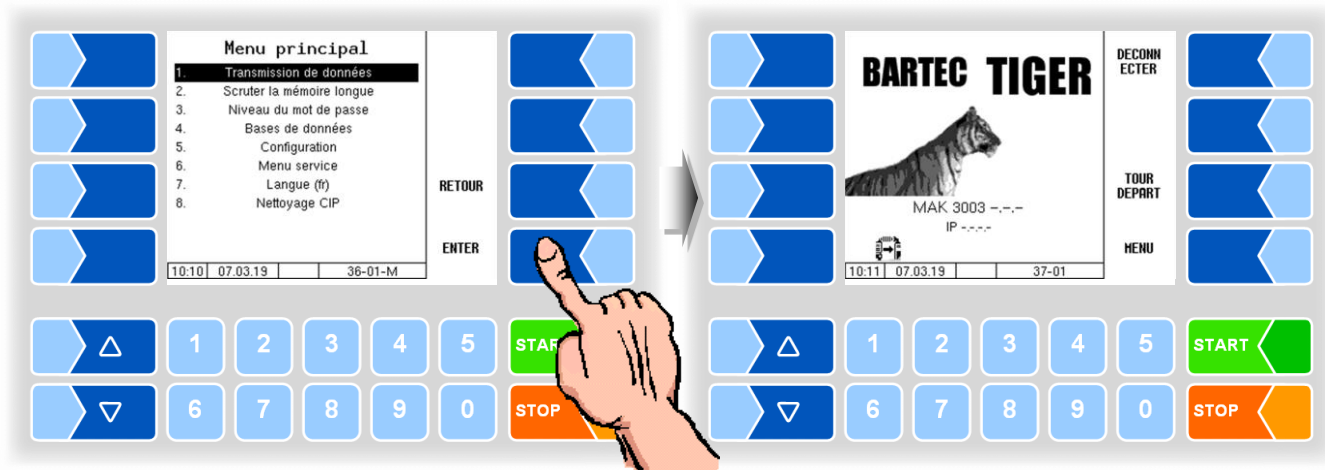 Menu principal
1. Transmission de données
2. Scruter la mémoire longue
3. Niveau du mot de passe
4. Bases de données
5. Configuration
6. Menu service
7. Langue (fr)
8. Nettoyage CIP
RETOUR
ENTER
10:10 07.03.19 36-01-M
1 2 3 4 5 STAR
6 7 8 9 0 STOP
BARTEC TIGER
DECONN
ECTER
TOUR
DEPART
MAK 3003 -.-.-
IP -.-.-.-
MENU
10:11 07.03.19 37-01
1 2 3 4 5 START
6 7 8 9 0 STOP